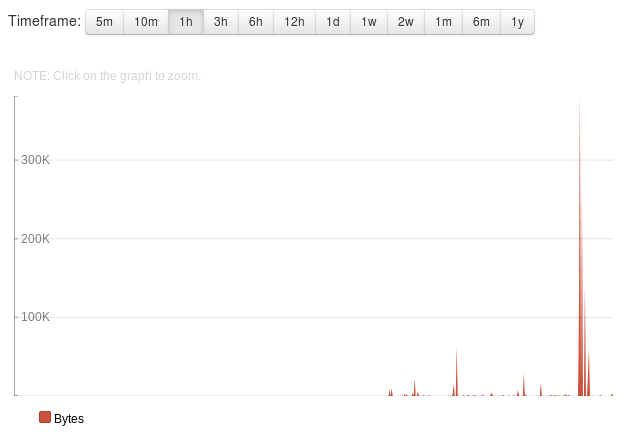 Timeframe: 5m 10m 1h 3h 6h 12h 1d 1w 2w 1m 6m 1y
NOTE: Click on the graph to zoom.
300K
200K
100K
Bytes